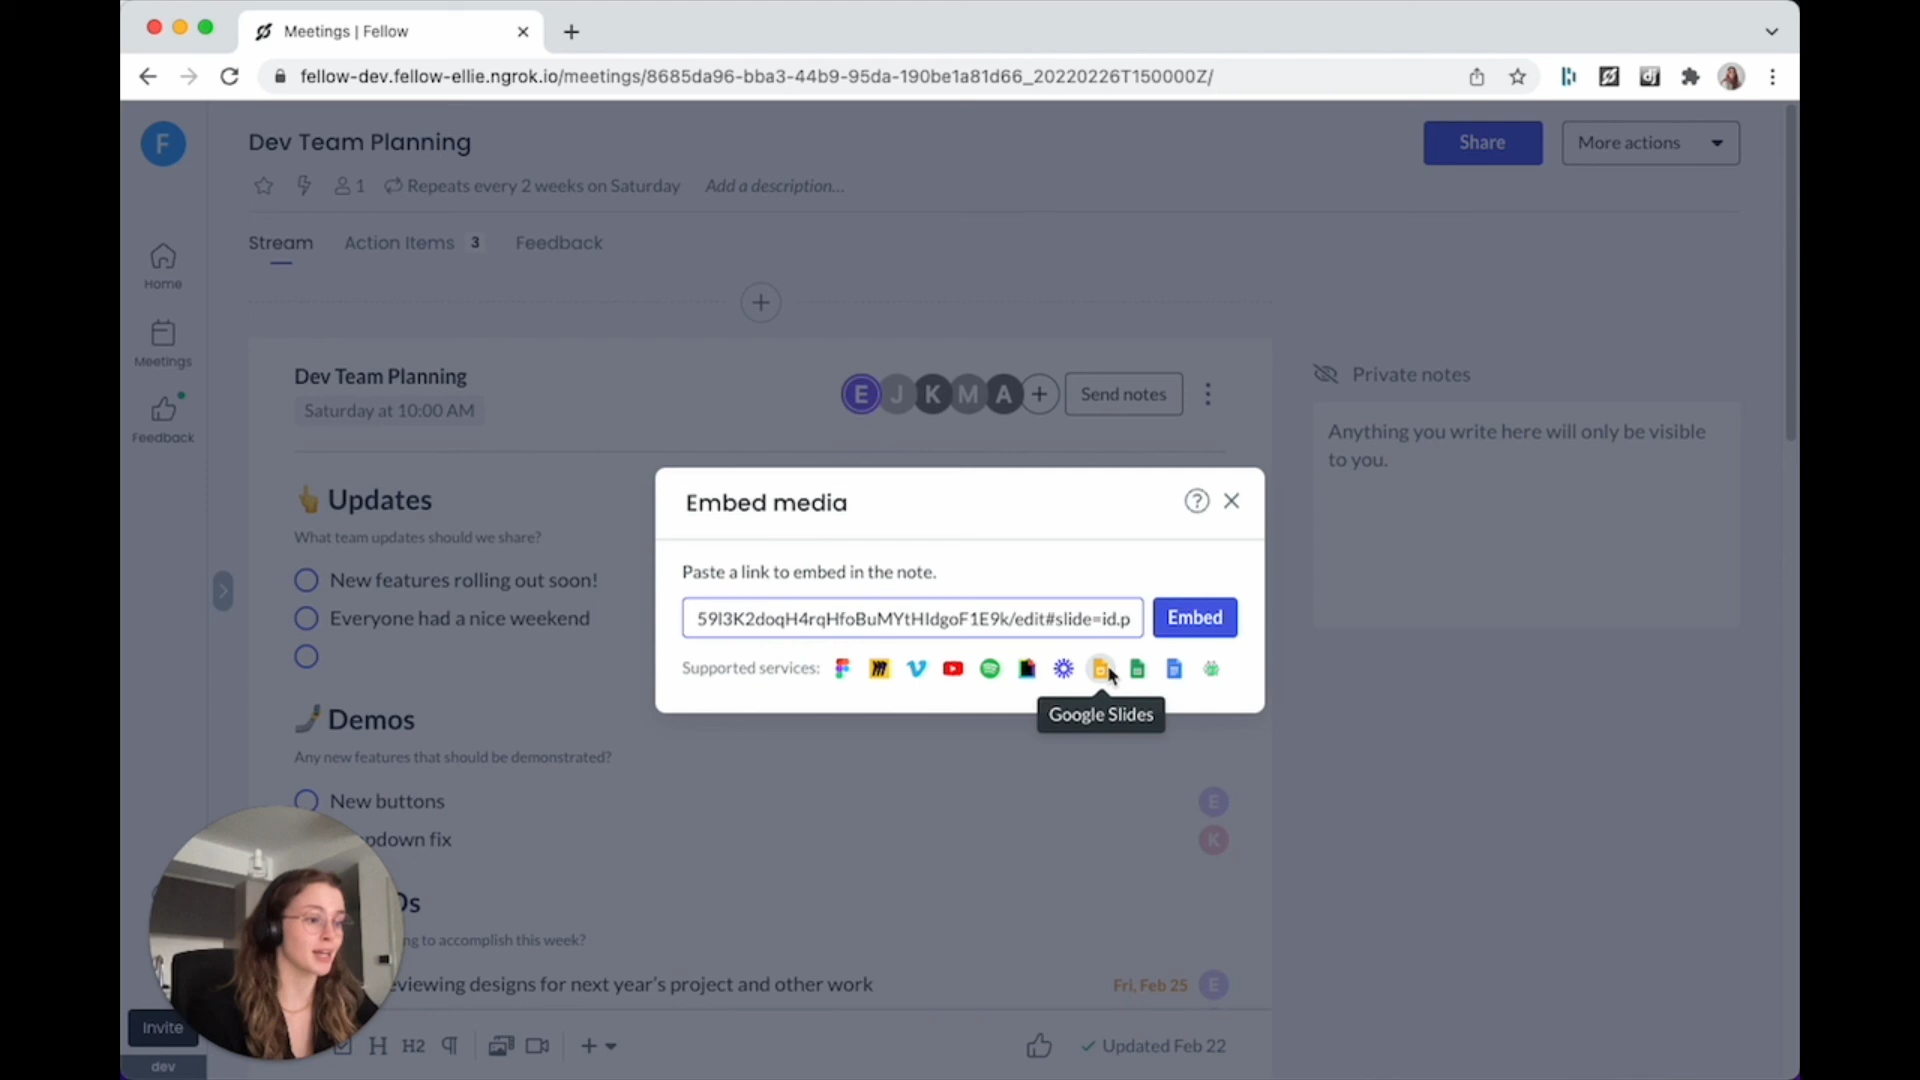 Meetings | Fellow
fellow-dev.fellow-ellie.ngrok.io/meetings/8685da96-bba3-44b9-95da-190be1a81d66_20220226T150000Z/
F
Dev Team Planning
Share
More actions
1
Repeats every 2 weeks on Saturday
Add a description...
Stream
Action Items 3
Feedback
Home
Meetings
Feedback
Dev Team Planning
Saturday at 10:00 AM
E J K M A
Send notes
Private notes
Anything you write here will only be visible
to you.
Updates
What team updates should we share?
New features rolling out soon!
Everyone had a nice weekend
Embed media
Paste a link to embed in the note.
59l3K2doqH4rqHfoBuMYtHIdgoF1E9k/edit#slide=id.p
Embed
Supported services:
Google Slides
Demos
Any new features that should be demonstrated?
New buttons
E
pdown fix
K
Os
ng to accomplish this week?
eviewing designs for next year's project and other work
Fri, Feb 25
E
Invite
dev
H H2
Updated Feb 22